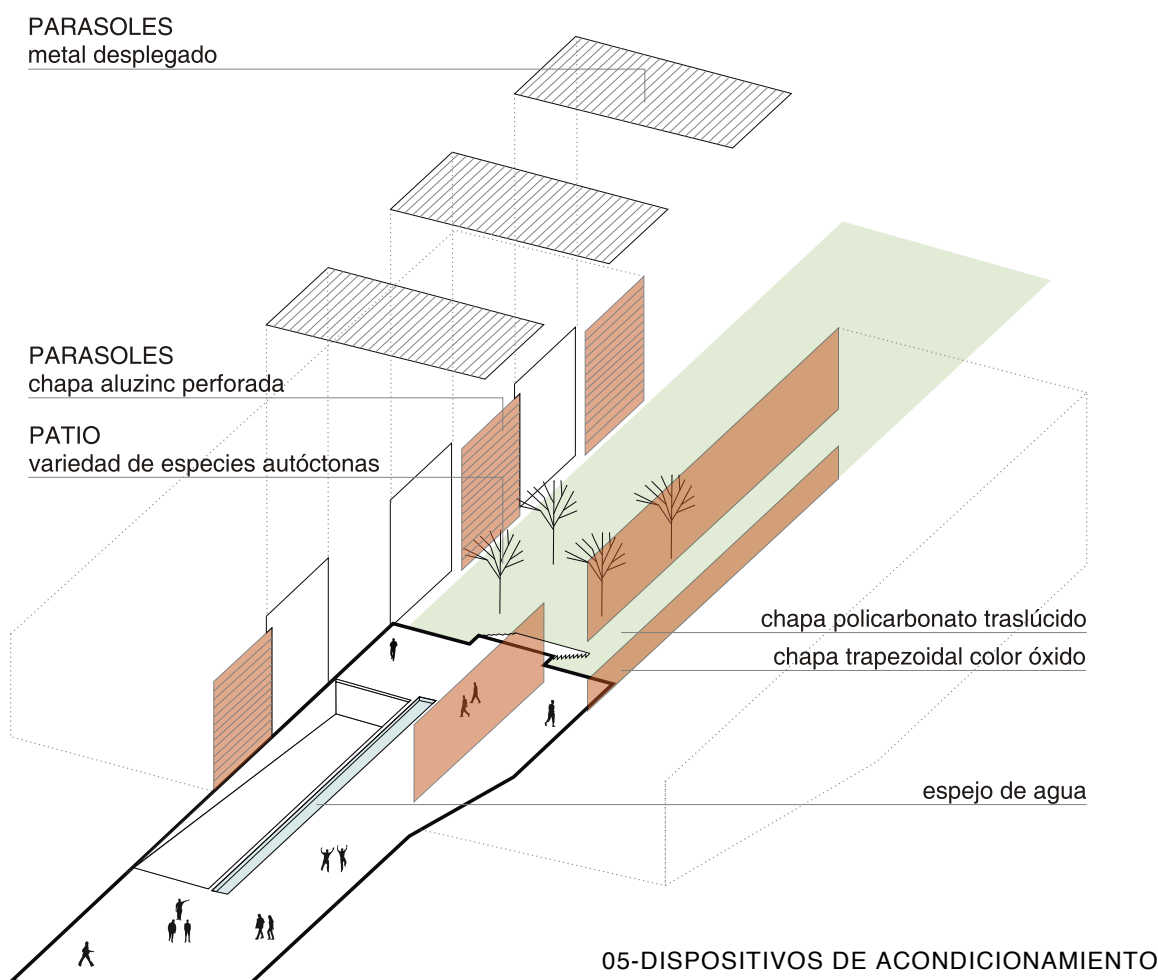 PARASOLES
metal desplegado
PARASOLES
chapa aluzinc perforada
PATIO
variedad de especies autóctonas
chapa policarbonato traslúcido
chapa trapezoidal color óxido
espejo de agua
05-DISPOSITIVOS DE ACONDICIONAMIENTO